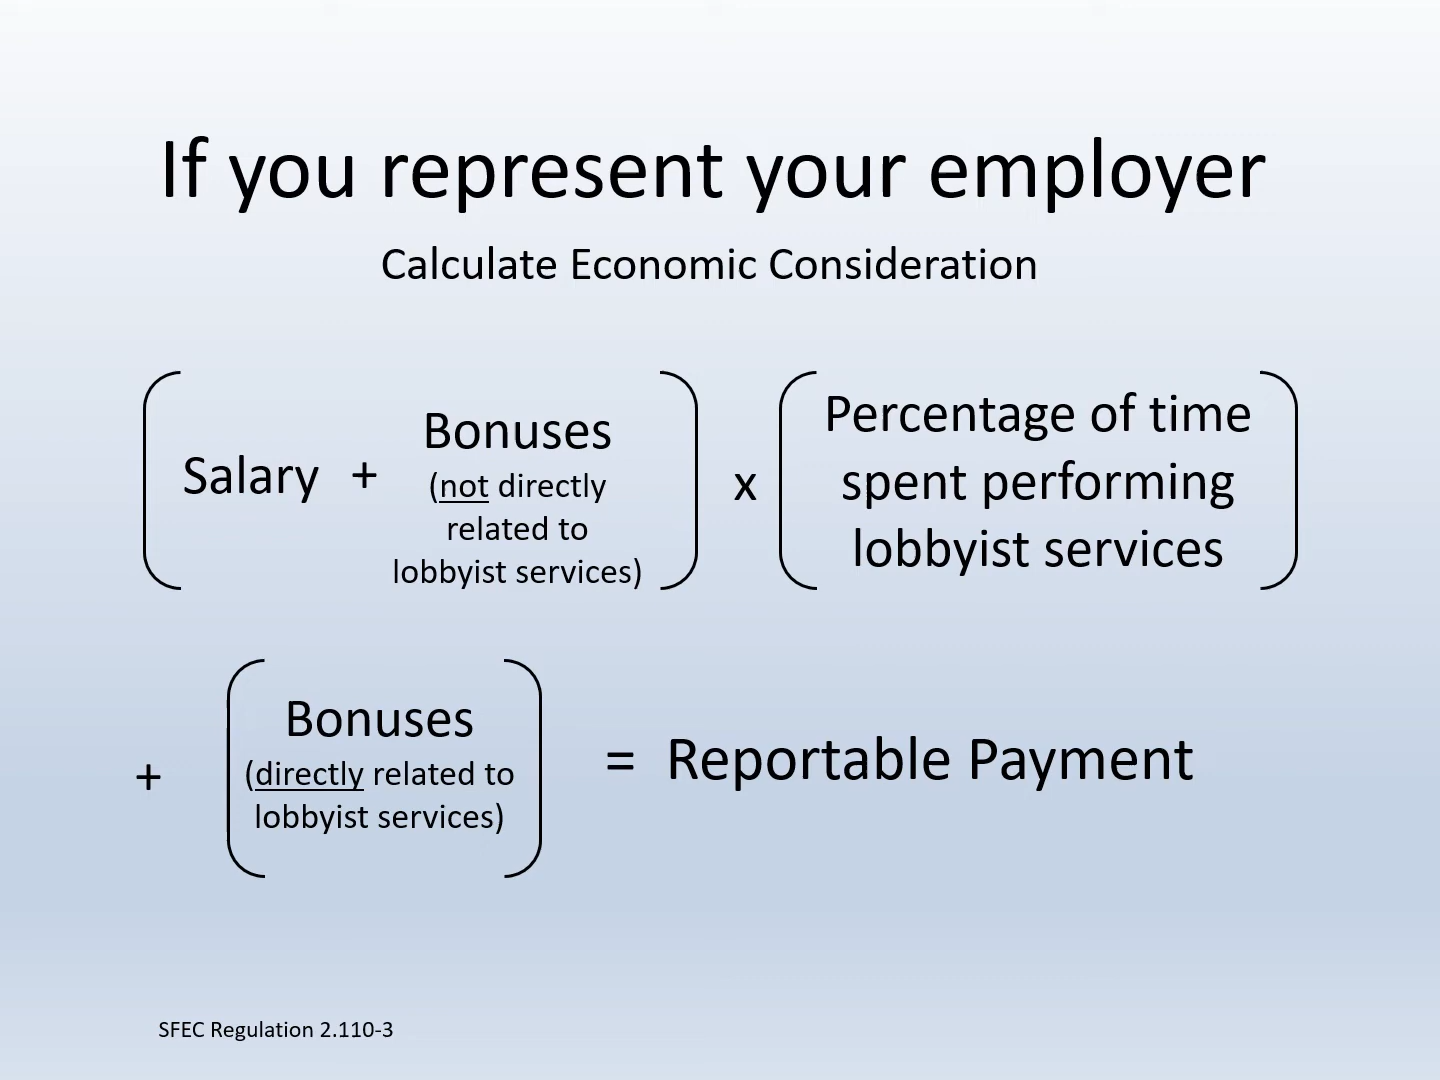 If you represent your employer
Calculate Economic Consideration
Salary + Bonuses
(not directly
related to
lobbyist services)
x
Percentage of time
spent performing
lobbyist services
+
Bonuses
(directly related to
lobbyist services)
= Reportable Payment
SFEC Regulation 2.110-3